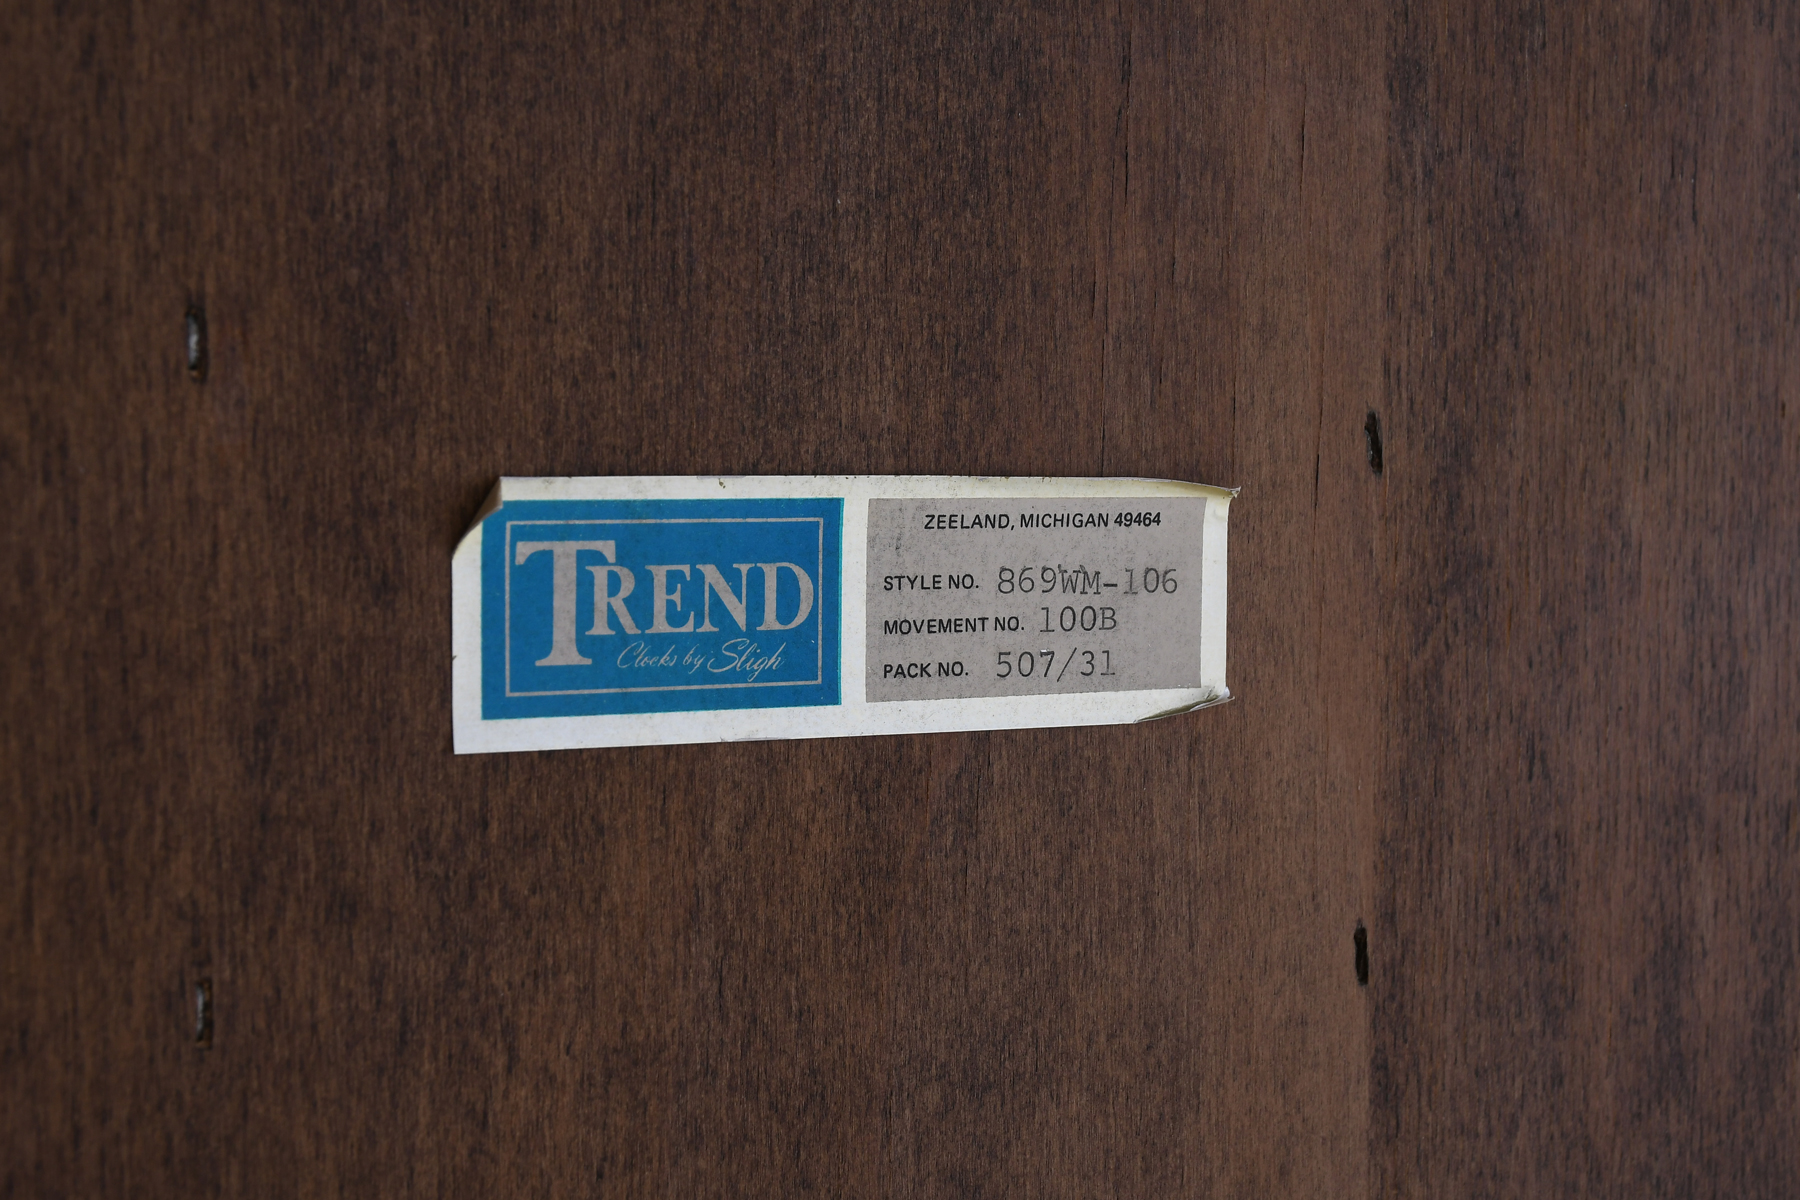 TREND
Clocks by Sligh
ZEELAND, MICHIGAN 49464
STYLE NO. 869WM-106
MOVEMENT NO. 100B
PACK NO. 507/31